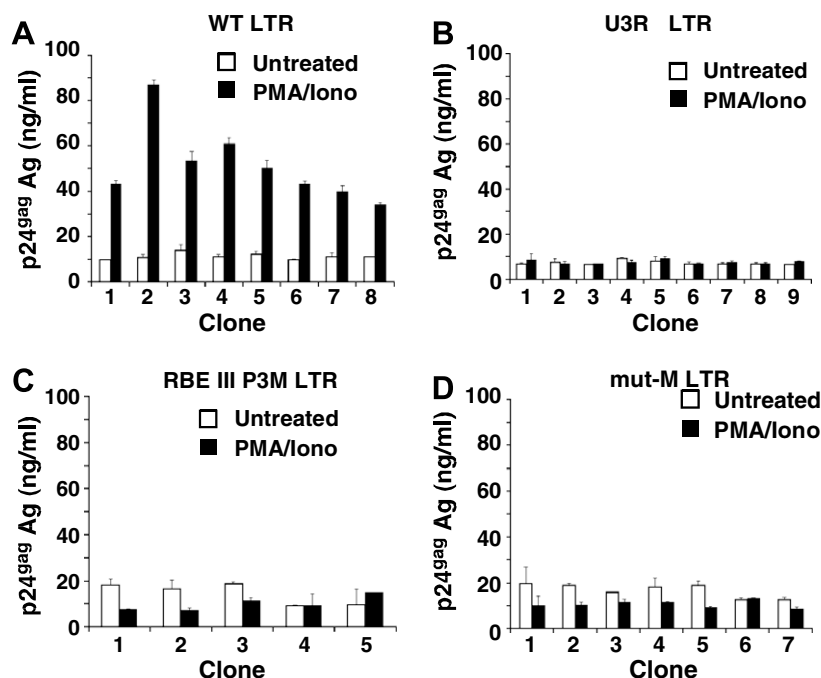 A
WT LTR
Untreated
PMA/Iono
p24gag Ag (ng/ml)
100
80
60
40
20
0
1 2 3 4 5 6 7 8
Clone
B
U3R LTR
Untreated
PMA/Iono
p24gag Ag (ng/ml)
100
80
60
40
20
0
1 2 3 4 5 6 7 8 9
Clone
C
RBE III P3M LTR
Untreated
PMA/Iono
p24gag Ag (ng/ml)
100
80
60
40
20
0
1 2 3 4 5
Clone
D
mut-M LTR
Untreated
PMA/Iono
p24gag Ag (ng/ml)
100
80
60
40
20
0
1 2 3 4 5 6 7
Clone